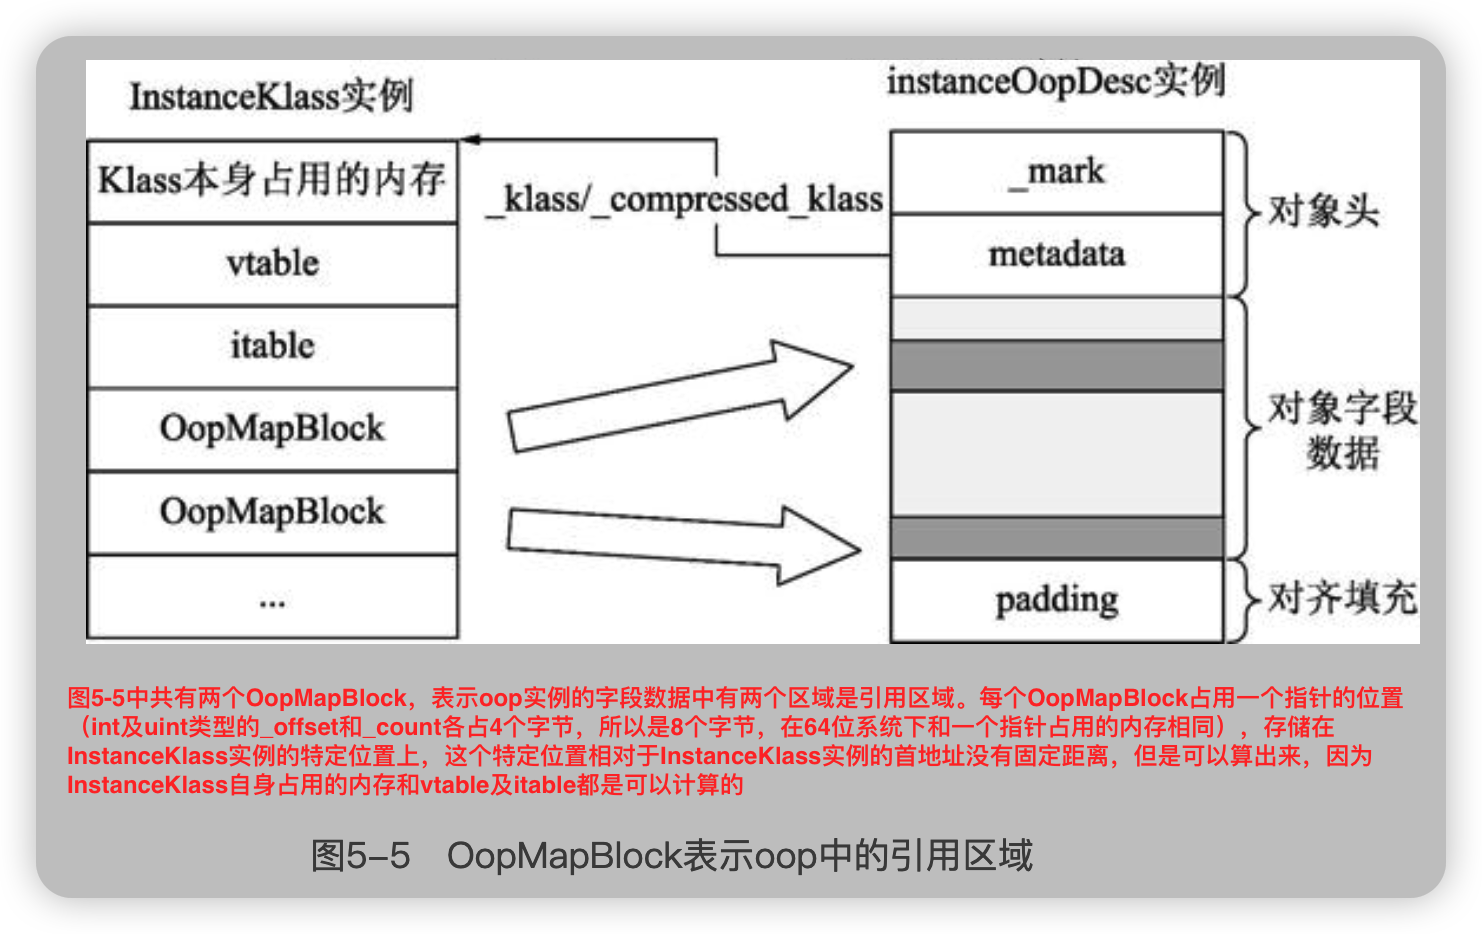 InstanceKlass实例
Klass本身占用的内存
vtable
itable
OopMapBlock
OopMapBlock
...
_klass/_compressed_klass
instanceOopDesc实例
_mark
metadata
padding
对象头
对象字段
数据
对齐填充
图5-5中共有两个OopMapBlock，表示oop实例的字段数据中有两个区域是引用区域。每个OopMapBlock占用一个指针的位置
（int及uint类型的_offset和_count各占4个字节，所以是8个字节，在64位系统下和一个指针占用的内存相同），存储在
InstanceKlass实例的特定位置上，这个特定位置相对于InstanceKlass实例的首地址没有固定距离，但是可以算出来，因为
InstanceKlass自身占用的内存和vtable及itable都是可以计算的
图5–5　OopMapBlock表示oop中的引用区域